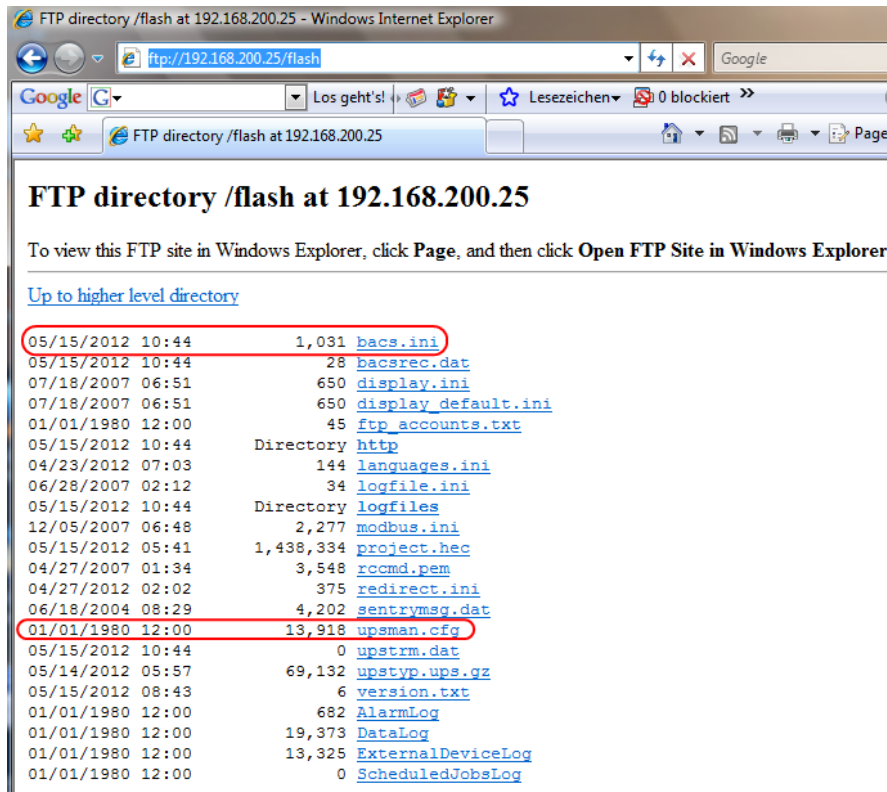 FTP directory /flash at 192.168.200.25 - Windows Internet Explorer
ftp://192.168.200.25/flash
Google
Google G Los geht's! Lesezeichen 0 blockiert
FTP directory /flash at 192.168.200.25 Page
FTP directory /flash at 192.168.200.25
To view this FTP site in Windows Explorer, click Page, and then click Open FTP Site in Windows Explorer
Up to higher level directory
05/15/2012 10:44 1,031 bacs.ini
05/15/2012 10:44 28 bacsrec.dat
07/18/2007 06:51 650 display.ini
07/18/2007 06:51 650 display_default.ini
01/01/1980 12:00 45 ftp_accounts.txt
05/15/2012 10:44 Directory http
04/23/2012 07:03 144 languages.ini
06/28/2007 02:12 34 logfile.ini
05/15/2012 10:44 Directory logfiles
12/05/2007 06:48 2,277 modbus.ini
05/15/2012 05:41 1,438,334 project.hec
04/27/2007 01:34 3,548 rccmd.pem
04/27/2012 02:02 375 redirect.ini
06/18/2004 08:29 4,202 sentrymsg.dat
01/01/1980 12:00 13,918 upsman.cfg
05/15/2012 10:44 0 upstrm.dat
05/14/2012 05:57 69,132 upstyp.ups.gz
05/15/2012 08:43 6 version.txt
01/01/1980 12:00 682 AlarmLog
01/01/1980 12:00 19,373 DataLog
01/01/1980 12:00 13,325 ExternalDeviceLog
01/01/1980 12:00 0 ScheduledJobsLog